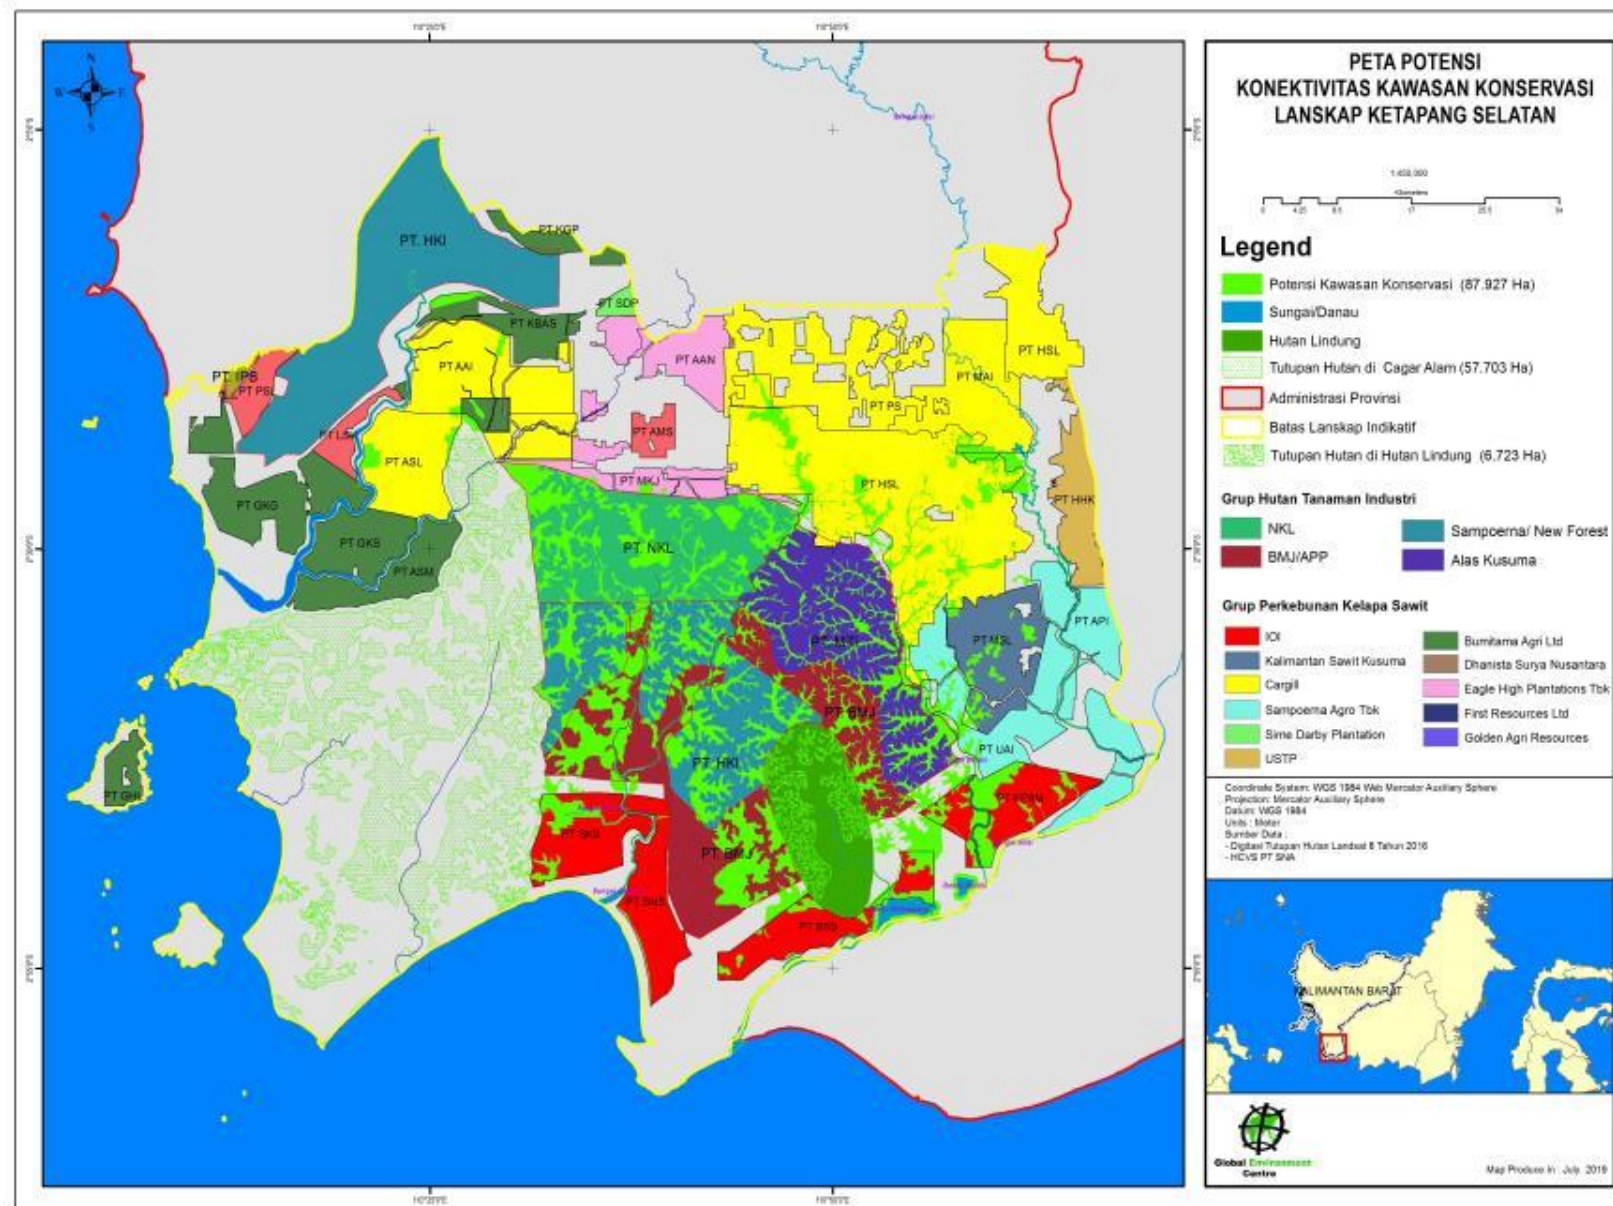 PETA POTENSI
KONEKTIVITAS KAWASAN KONSERVASI
LANSKAP KETAPANG SELATAN
Kilometers
Legend
Potensi Kawasan Konservasi (87.927 Ha)
Sungai/Danau
Hutan Lindung
Tutupan Hutan di Cagar Alam (57.703 Ha)
Administrasi Provinsi
Batas Lanskap Indikatif
Tutupan Hutan di Hutan Lindung (6.723 Ha)
Grup Hutan Tanaman Industri
NKL
Sampoerna/ New Forest
BMJ/APP
Alas Kusuma
Grup Perkebunan Kelapa Sawit
IOI
Bumitama Agri Ltd
Kalimantan Sawit Kusuma
Dhanista Surya Nusantara
Cargill
Eagle High Plantations Tbk
Sampoerna Agro Tbk
First Resources Ltd
Sime Darby Plantation
Golden Agri Resources
USTP
Coordinate System: WGS 1984 Web Mercator Auxiliary Sphere
Projection: Mercator Auxiliary Sphere
Datum: WGS 1984
Units : Meter
Sumber Data :
- Digitasi Tutupan Hutan Landsat 8 Tahun 2016
- HCVS PT SNA
KALIMANTAN BARAT
Global Environment
Centre
Map Produce In : July 2019
N
W
E
S
PT. HKI
PT KGP
PT SDP
PT KBAS
PT AAI
PT AAN
PT HSL
PT MAI
PT. IPB
PT PSL
PT PS
PT AMS
PT ASL
PT MKJ
PT HSL
PT HHK
PT GKG
PT GKS
PT ASM
PT. NKL
PT API
PT MSL
PT. BMJ
PT UAI
PT. HKI
PT GHI
PT SKS
PT. BMJ
PT BNS
PT BSS